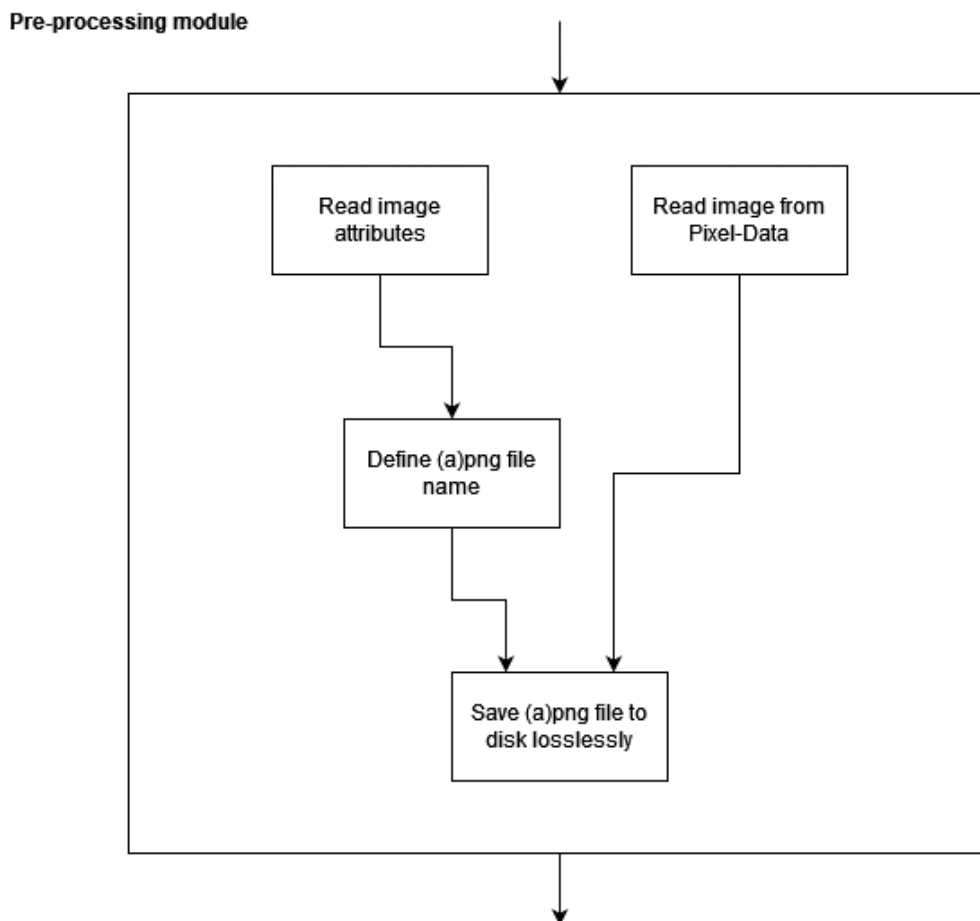 Pre-processing module
Read image
attributes
Read image from
Pixel-Data
Define (a)png file
name
Save (a)png file to
disk losslessly